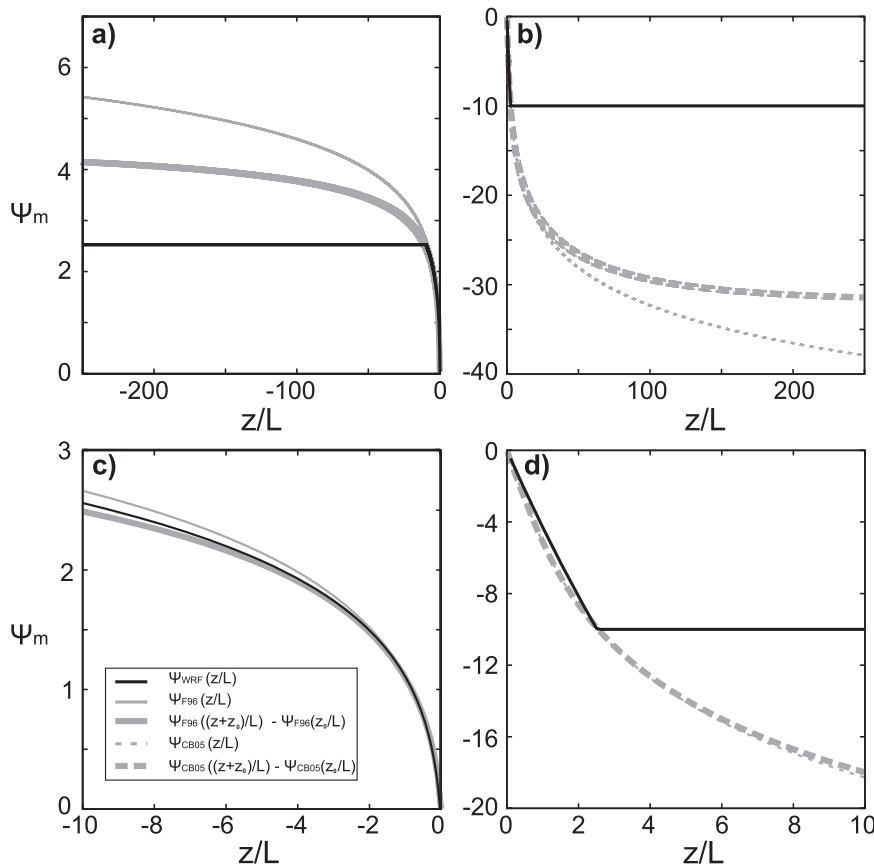 a)
6
4
2
0
Ψm
-200
-100
0
z/L
b)
0
-10
-20
-30
-40
0
100
200
z/L
c)
3
2
1
0
Ψm
ΨWRF (z/L)
ΨF96 (z/L)
ΨF96 ((z+z₀)/L) - ΨF96(z₀/L)
ΨCB05 (z/L)
ΨCB05 ((z+z₀)/L) - ΨCB05(z₀/L)
-10
-8
-6
-4
-2
0
z/L
d)
0
-4
-8
-12
-16
-20
0
2
4
6
8
10
z/L